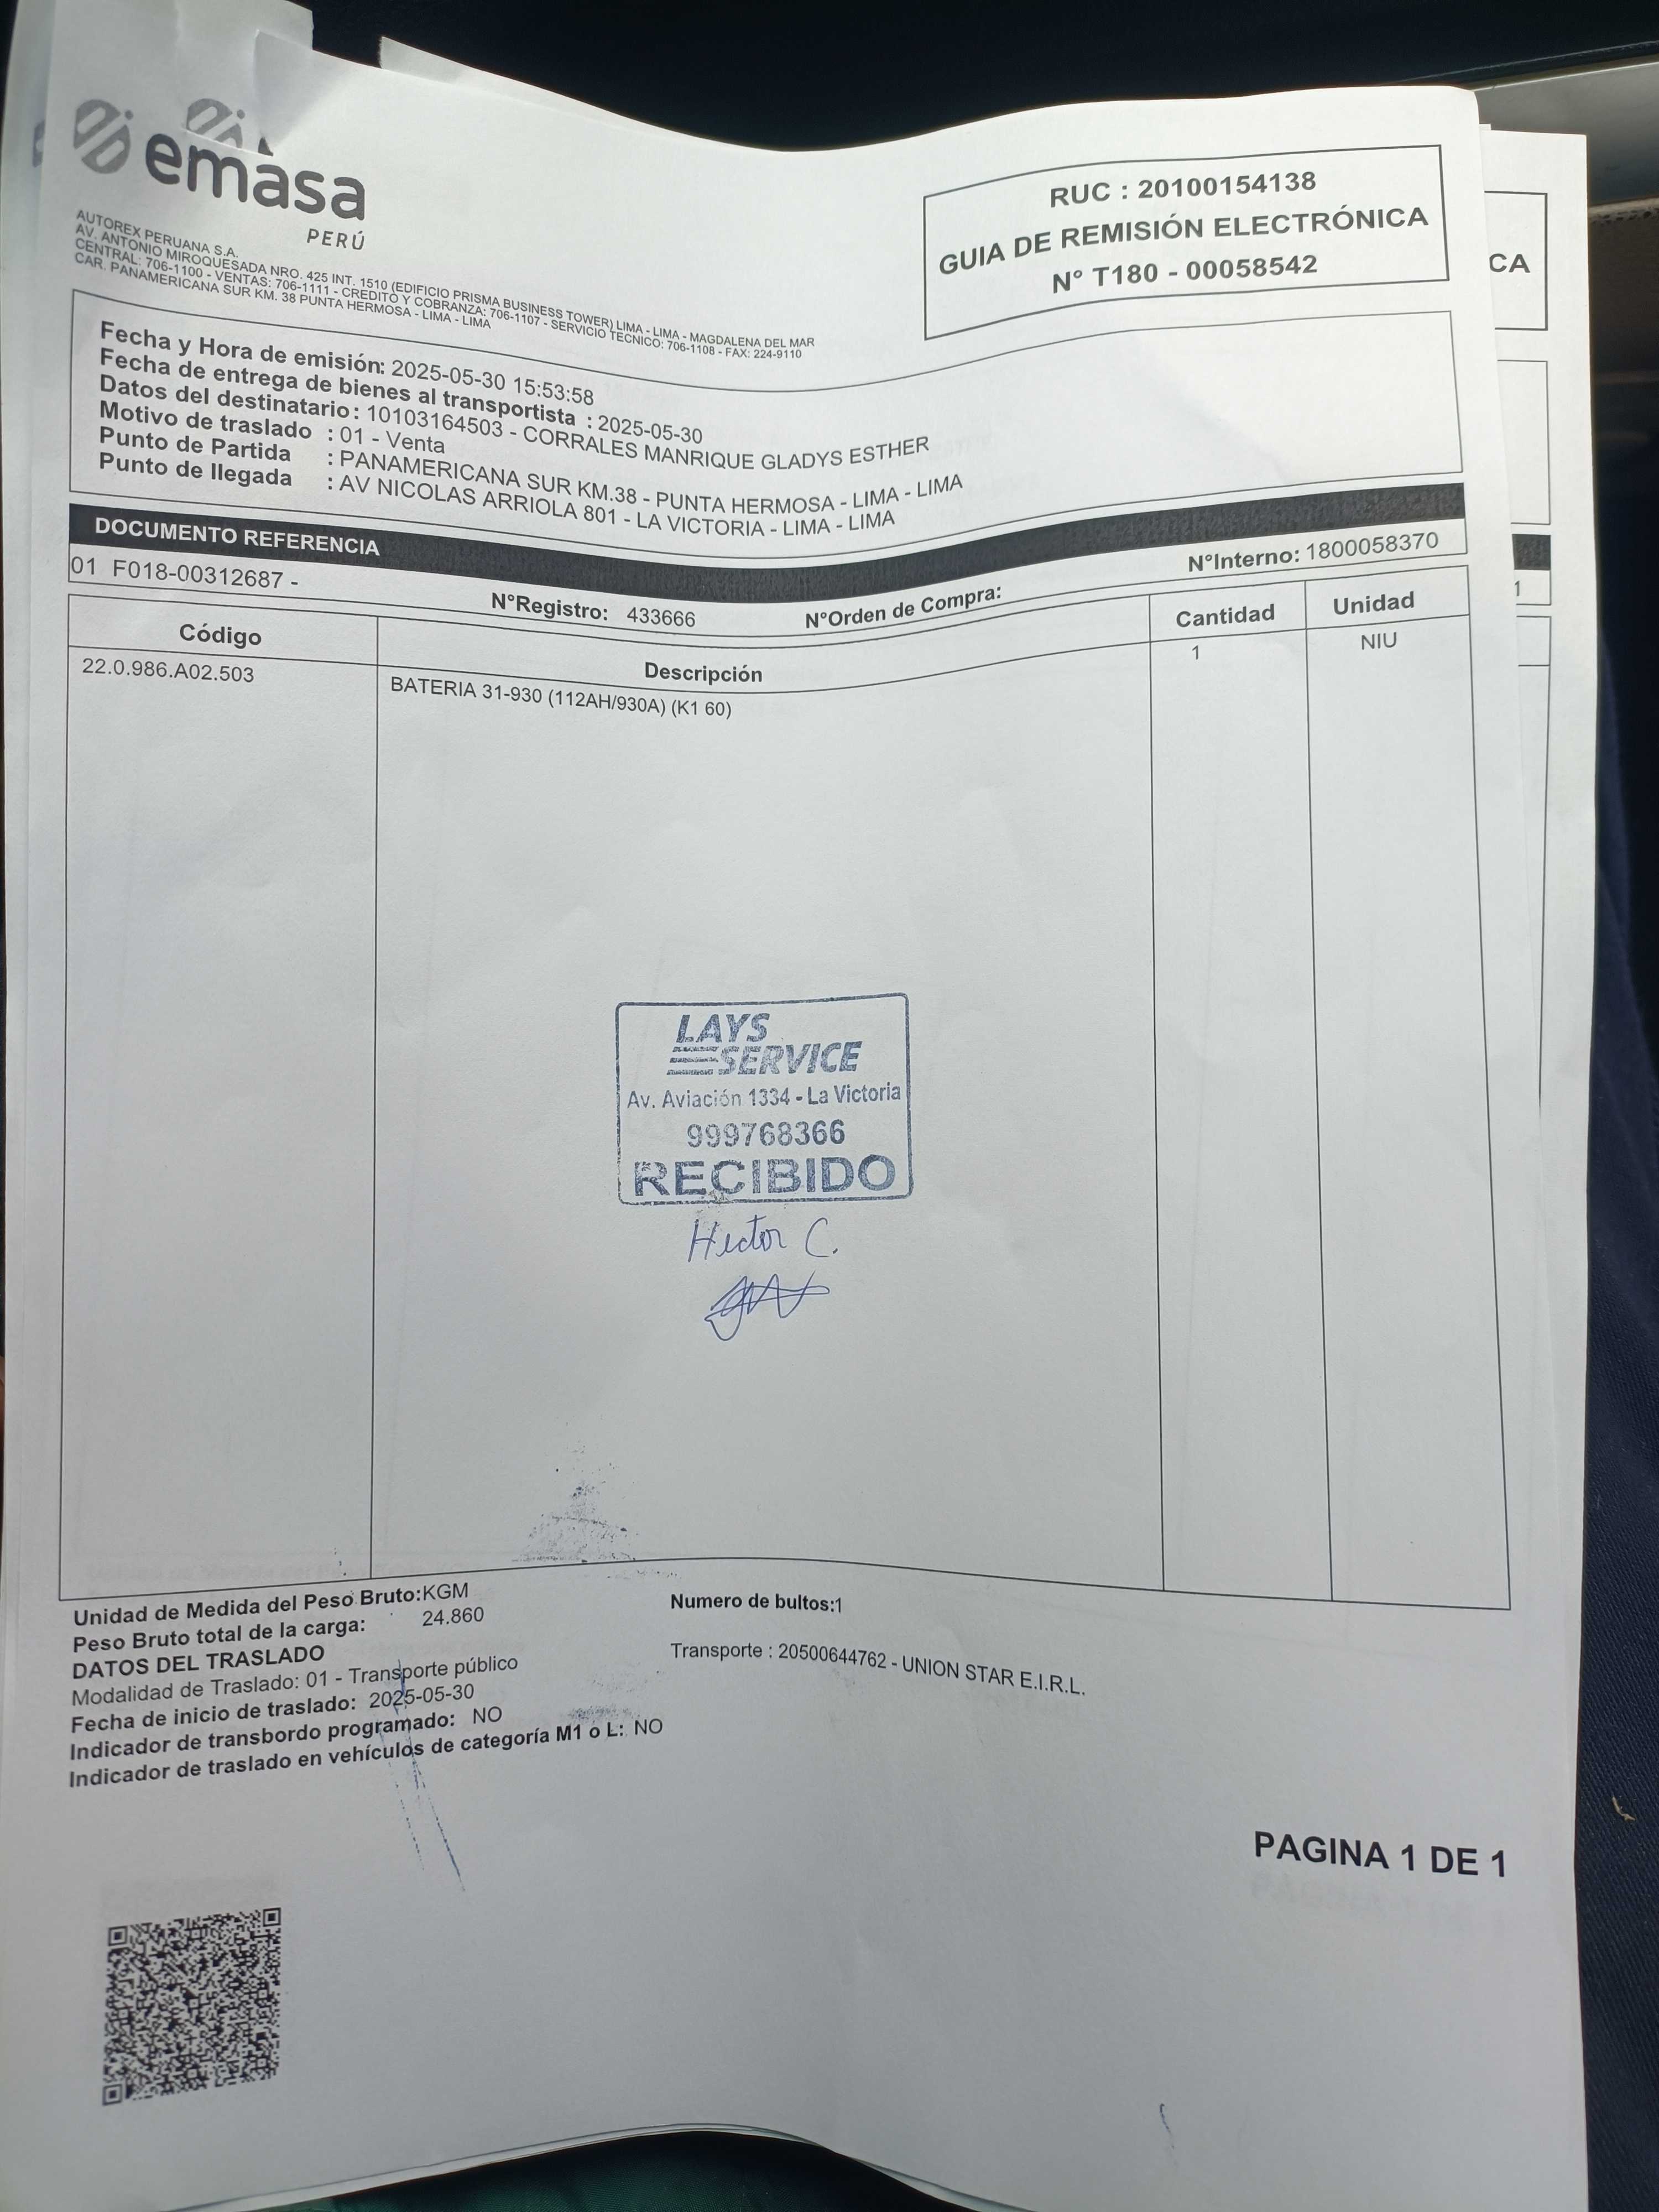 emasa
PERÚ
AUTOREX PERUANA S.A.
AV. ANTONIO MIROQUESADA NRO. 425 INT. 1510 (EDIFICIO PRISMA BUSINESS TOWER) LIMA - LIMA - MAGDALENA DEL MAR
CENTRAL: 706-1100 - VENTAS: 706-1111 - CREDITO Y COBRANZA: 706-1107 - SERVICIO TECNICO: 706-1108 - FAX: 224-9110
CAR. PANAMERICANA SUR KM. 38 PUNTA HERMOSA - LIMA - LIMA
RUC : 20100154138
GUIA DE REMISIÓN ELECTRÓNICA
N° T180 - 00058542
CA
Fecha y Hora de emisión: 2025-05-30 15:53:58
Fecha de entrega de bienes al transportista : 2025-05-30
Datos del destinatario: 10103164503 - CORRALES MANRIQUE GLADYS ESTHER
Motivo de traslado : 01 - Venta
Punto de Partida : PANAMERICANA SUR KM.38 - PUNTA HERMOSA - LIMA - LIMA
Punto de llegada : AV NICOLAS ARRIOLA 801 - LA VICTORIA - LIMA - LIMA
DOCUMENTO REFERENCIA
01 F018-00312687 - N°Registro: 433666 N°Orden de Compra: N°Interno: 1800058370
1
Código Descripción Cantidad Unidad
22.0.986.A02.503 BATERIA 31-930 (112AH/930A) (K1 60) 1 NIU
LAYS
SERVICE
Av. Aviación 1334 - La Victoria
999768366
RECIBIDO
Hector C.
Unidad de Medida del Peso Bruto:KGM Numero de bultos:1
Peso Bruto total de la carga: 24.860
DATOS DEL TRASLADO Transporte : 20500644762 - UNION STAR E.I.R.L.
Modalidad de Traslado: 01 - Transporte público
Fecha de inicio de traslado: 2025-05-30
Indicador de transbordo programado: NO
Indicador de traslado en vehículos de categoría M1 o L: NO
PAGINA 1 DE 1